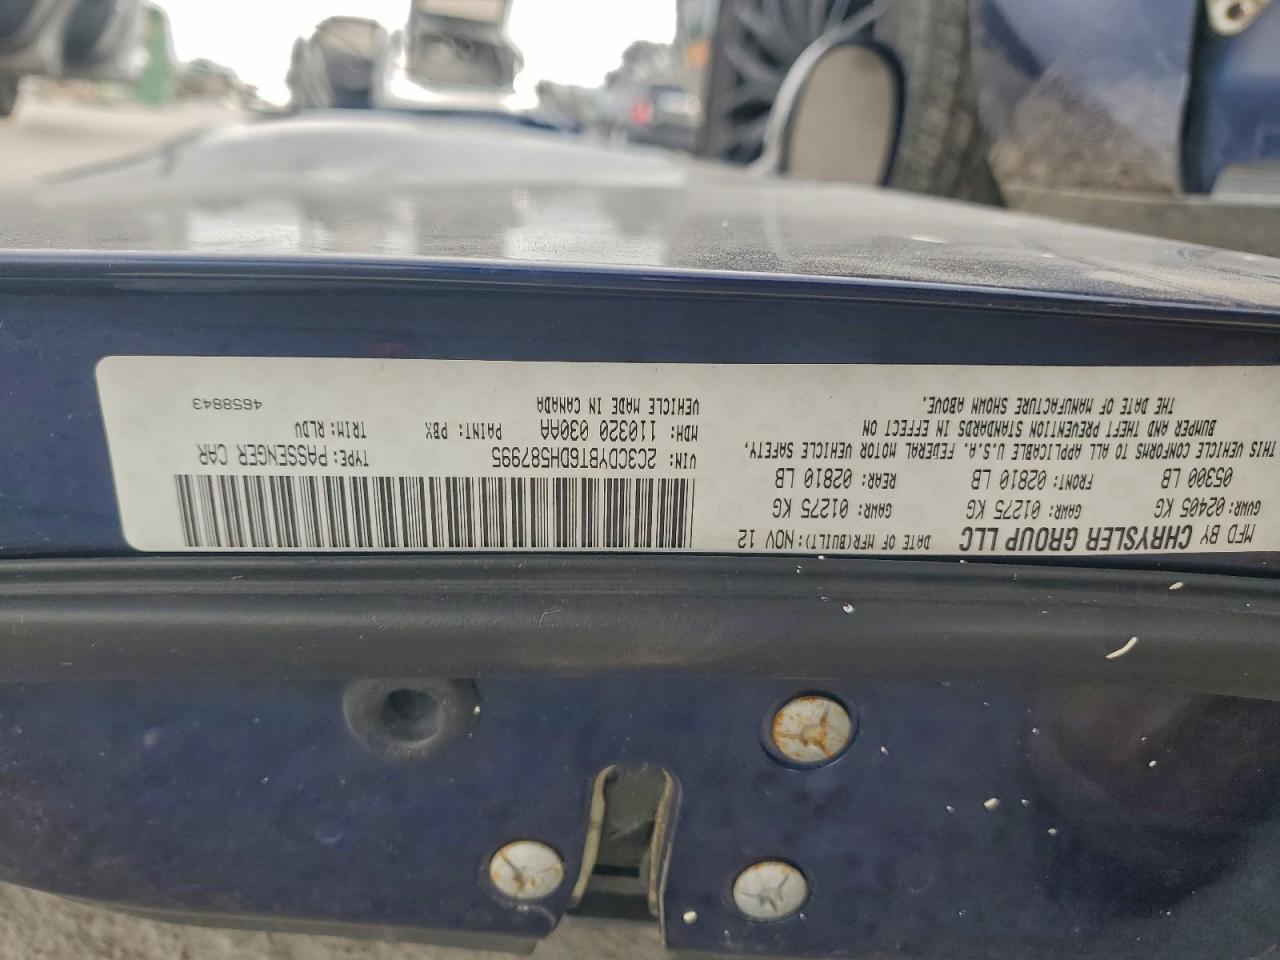 MFD BY CHRYSLER GROUP LLC DATE OF MFR(BUILT):NOV 12
GVWR: 02405 KG GAWR: 01275 KG GAWR: 01275 KG
05300 LB FRONT: 02810 LB REAR: 02810 LB
THIS VEHICLE CONFORMS TO ALL APPLICABLE U.S.A. FEDERAL MOTOR VEHICLE SAFETY,
BUMPER AND THEFT PREVENTION STANDARDS IN EFFECT ON
THE DATE OF MANUFACTURE SHOWN ABOVE.
VIN: 2C3CDYBT6DH587995 TYPE: PASSENGER CAR
MDH: 110320 030AA PAINT: PBX TRIM: RLDV
VEHICLE MADE IN CANADA 4658843